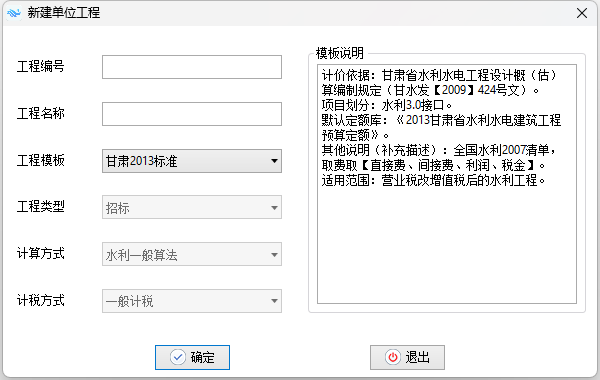 新建单位工程
工程编号
工程名称
工程模板
甘肃2013标准
工程类型
招标
计算方式
水利一般算法
计税方式
一般计税
模板说明
计价依据：甘肃省水利水电工程设计概（估）
算编制规定（甘水发【2009】424号文）。
项目划分：水利3.0接口。
默认定额库：《2013甘肃省水利水电建筑工程
预算定额》。
其他说明（补充描述）：全国水利2007清单，
取费取【直接费、间接费、利润、税金】。
适用范围：营业税改增值税后的水利工程。
确定
退出